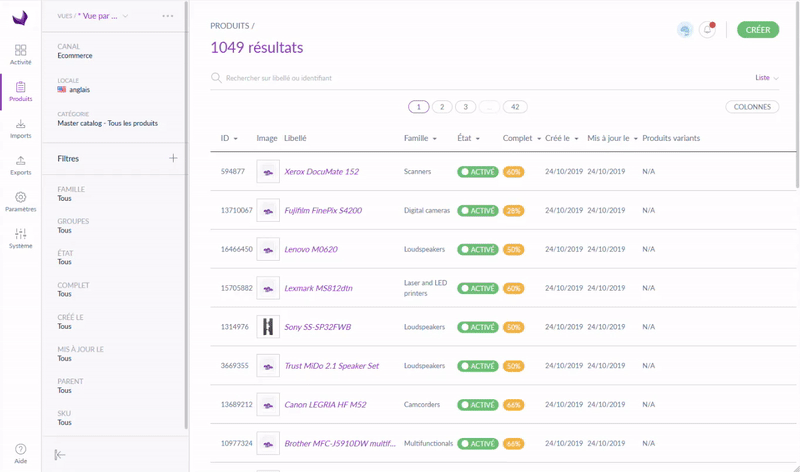 VUES / * Vue par ...
CANAL
Ecommerce
LOCALE
anglais
CATÉGORIE
Master catalog - Tous les produits
Filtres
FAMILLE
Tous
GROUPES
Tous
ÉTAT
Tous
COMPLET
Tous
CRÉÉ LE
Tous
MIS À JOUR LE
Tous
PARENT
Tous
SKU
Tous
Activité
Produits
Imports
Exports
Paramètres
Système
Aide
PRODUITS /
CRÉER
1049 résultats
Rechercher sur libellé ou identifiant
Liste
1 2 3 ... 42
COLONNES
ID Image Libellé Famille État Complet Créé le Mis à jour le Produits variants
594877 Xerox DocuMate 152 Scanners ACTIVÉ 60% 24/10/2019 24/10/2019 N/A
13710067 Fujifilm FinePix S4200 Digital cameras ACTIVÉ 28% 24/10/2019 24/10/2019 N/A
16466450 Lenovo M0620 Loudspeakers ACTIVÉ 50% 24/10/2019 24/10/2019 N/A
15705882 Lexmark MS812dtn Laser and LED printers ACTIVÉ 60% 24/10/2019 24/10/2019 N/A
1314976 Sony SS-SP32FWB Loudspeakers ACTIVÉ 50% 24/10/2019 24/10/2019 N/A
3669355 Trust MiDo 2.1 Speaker Set Loudspeakers ACTIVÉ 50% 24/10/2019 24/10/2019 N/A
13689212 Canon LEGRIA HF M52 Camcorders ACTIVÉ 66% 24/10/2019 24/10/2019 N/A
10977324 Brother MFC-J5910DW multif... Multifunctionals ACTIVÉ 66% 24/10/2019 24/10/2019 N/A